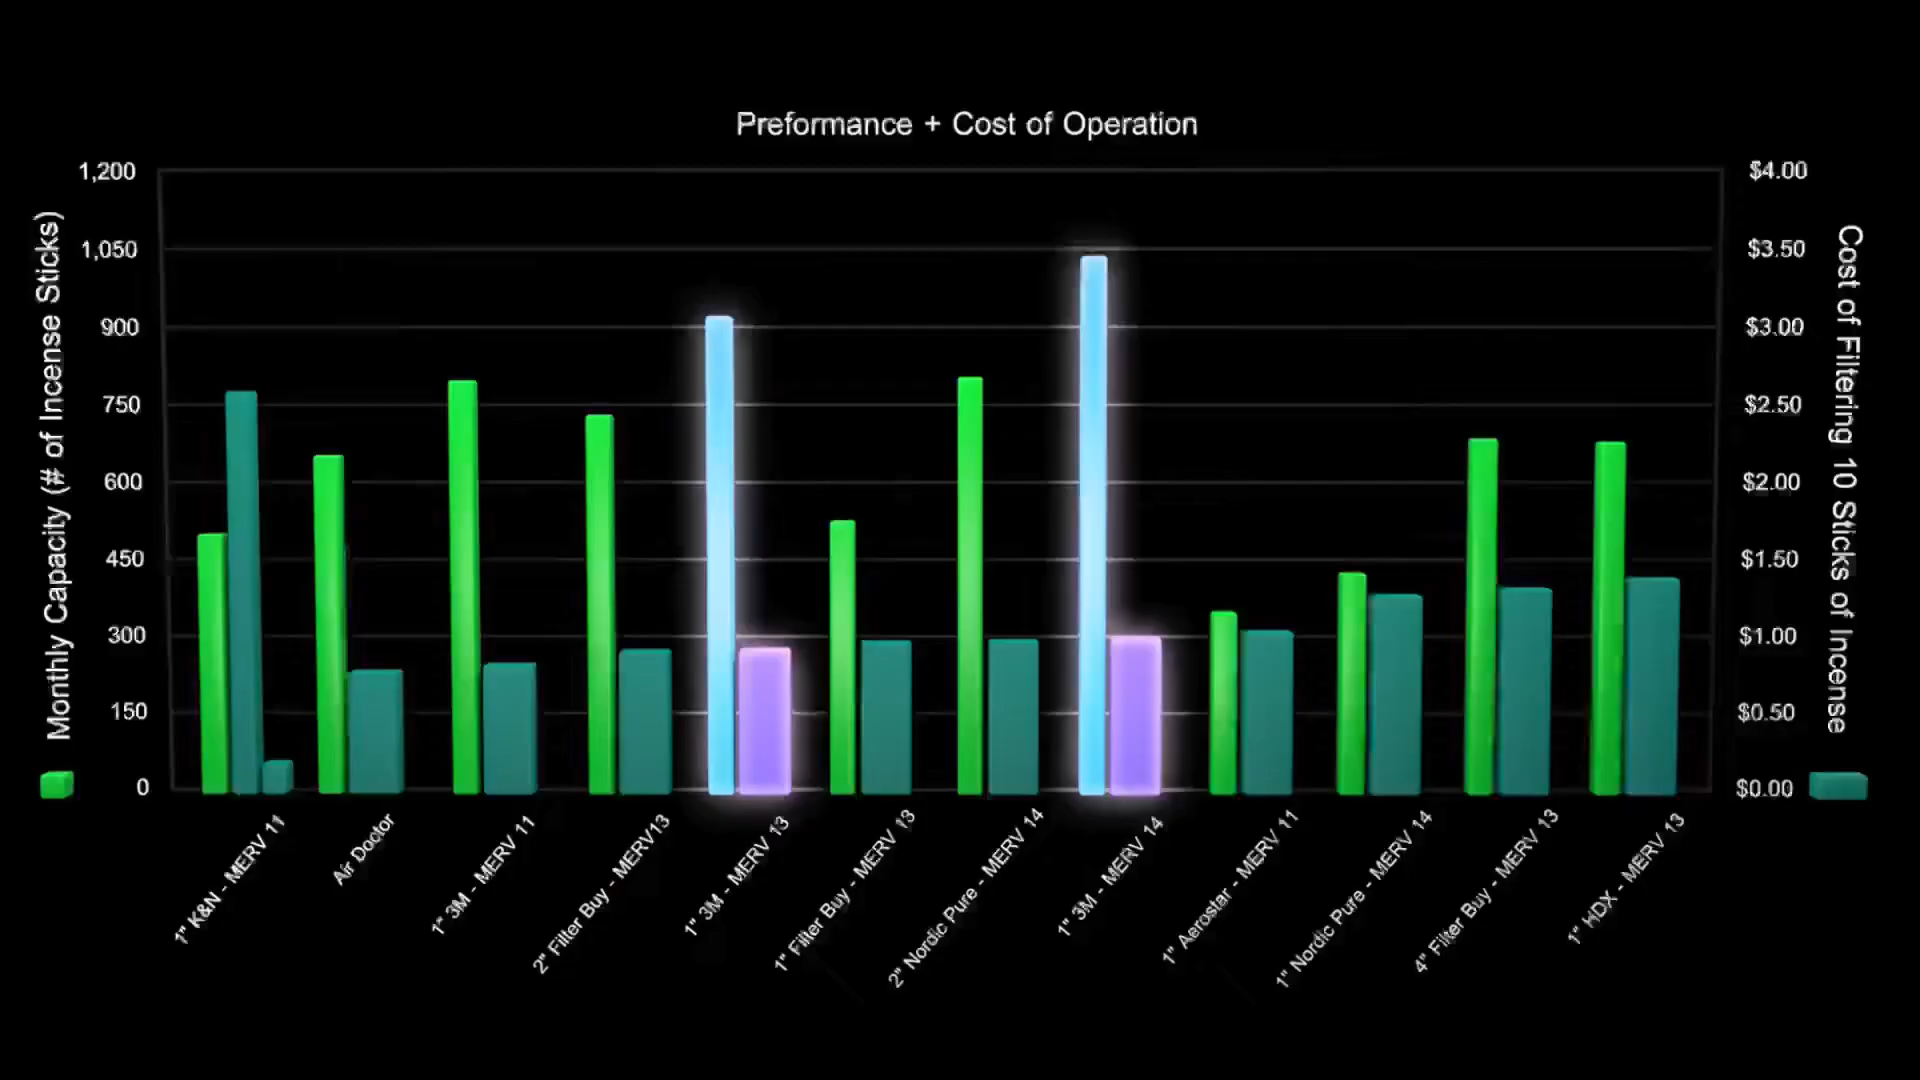 Preformance + Cost of Operation
Monthly Capacity (# of Incense Sticks)
1,200
1,050
900
750
600
450
300
150
0
$4.00
$3.50
$3.00
$2.50
$2.00
$1.50
$1.00
$0.50
$0.00
Cost of Filtering 10 Sticks of Incense
1" K&N - MERV 11
Air Doctor
1" 3M - MERV 11
2" Filter Buy - MERV13
1" 3M - MERV 13
1" Filter Buy - MERV 13
2" Nordic Pure - MERV 14
1" 3M - MERV 14
1" Aerostar - MERV 11
1" Nordic Pure - MERV 14
4" Filter Buy - MERV 13
1" HDX - MERV 13